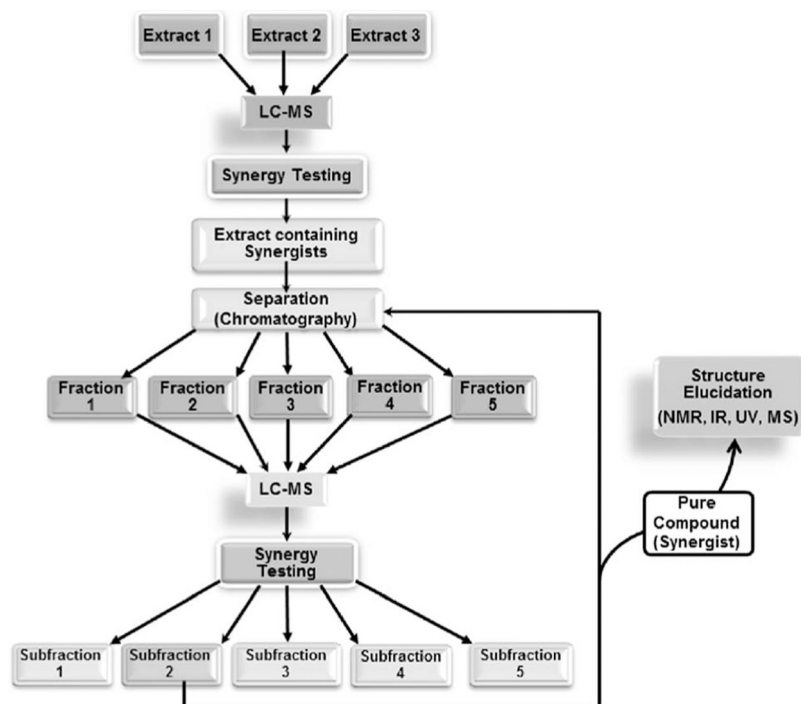 Extract 1
Extract 2
Extract 3
LC-MS
Synergy Testing
Extract containing
Synergists
Separation
(Chromatography)
Fraction
1
Fraction
2
Fraction
3
Fraction
4
Fraction
5
Structure
Elucidation
(NMR, IR, UV, MS)
LC-MS
Pure
Compound
(Synergist)
Synergy
Testing
Subfraction
1
Subfraction
2
Subfraction
3
Subfraction
4
Subfraction
5